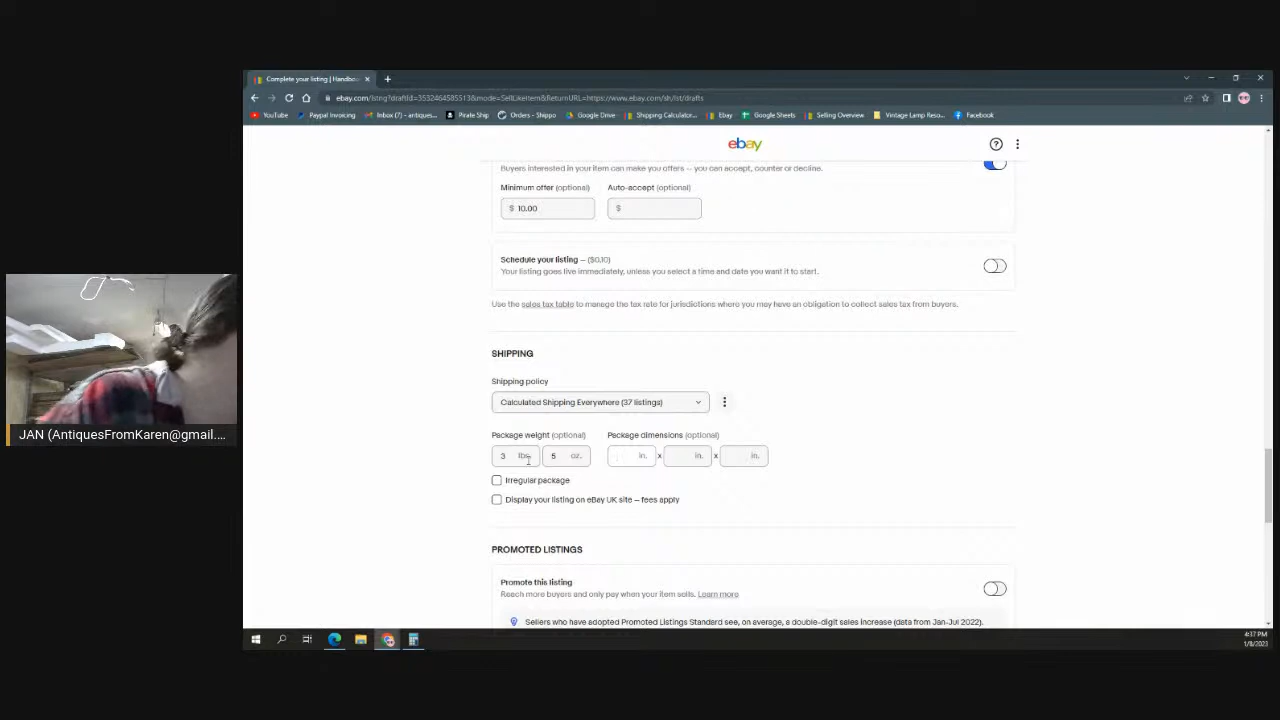 Complete your listing | Handbo...
ebay.com/lstng?draftId=3532464585513&mode=SellLikeItem&ReturnURL=https://www.ebay.com/sh/lst/drafts
YouTube Paypal Invoicing Inbox (7) - antiques... Pirate Ship Orders - Shippo Google Drive Shipping Calculator... Ebay Google Sheets Selling Overview Vintage Lamp Reso... Facebook
ebay
Buyers interested in your item can make you offers -- you can accept, counter or decline.
Minimum offer (optional) Auto-accept (optional)
$ 10.00 $
Schedule your listing – ($0.10)
Your listing goes live immediately, unless you select a time and date you want it to start.
Use the sales tax table to manage the tax rate for jurisdictions where you may have an obligation to collect sales tax from buyers.
SHIPPING
Shipping policy
Calculated Shipping Everywhere (37 listings)
Package weight (optional) Package dimensions (optional)
3 lbs. 5 oz. in. x in. x in.
Irregular package
Display your listing on eBay UK site – fees apply
PROMOTED LISTINGS
Promote this listing
Reach more buyers and only pay when your item sells. Learn more
Sellers who have adopted Promoted Listings Standard see, on average, a double-digit sales increase (data from Jan-Jul 2022).
JAN (AntiquesFromKaren@gmail....
4:37 PM
1/8/2023